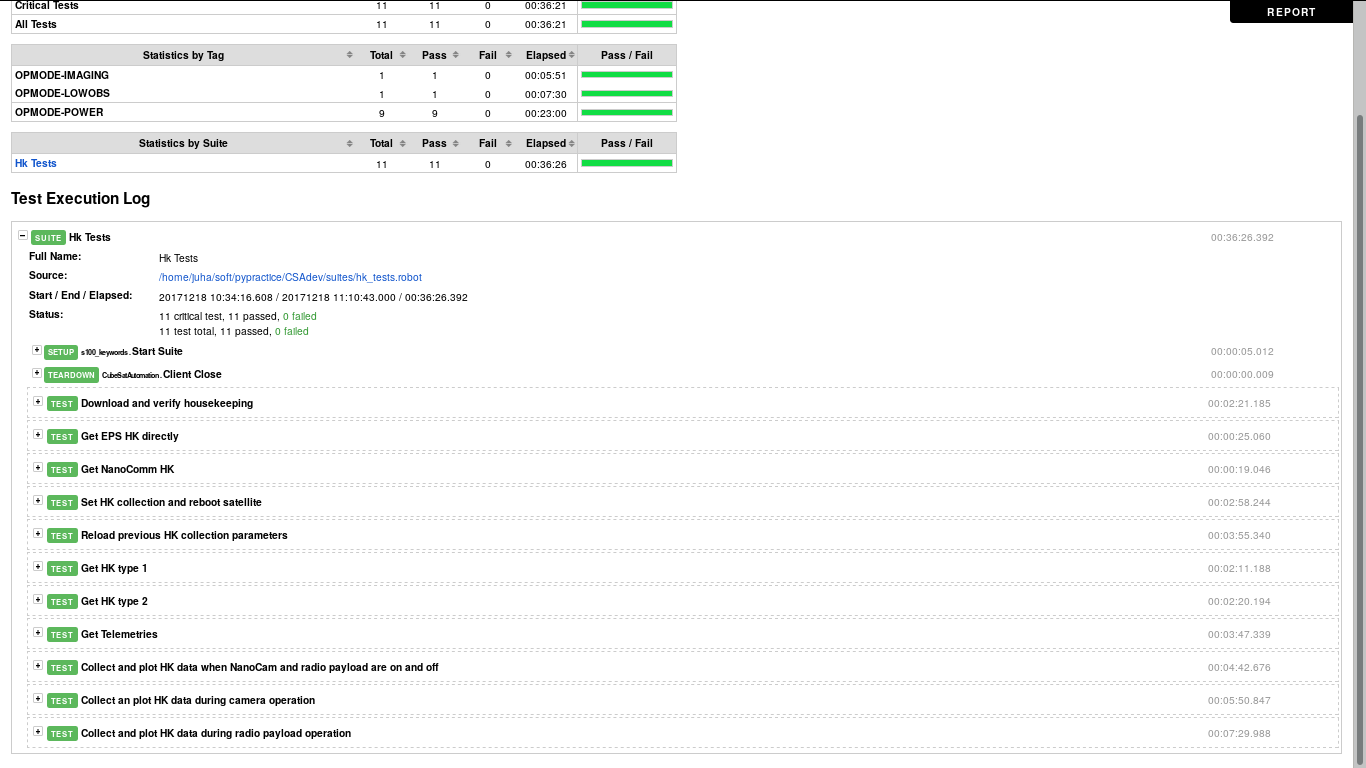 REPORT
Critical Tests 11 11 0 00:36:21
All Tests 11 11 0 00:36:21
Statistics by Tag Total Pass Fail Elapsed Pass / Fail
OPMODE-IMAGING 1 1 0 00:05:51
OPMODE-LOWOBS 1 1 0 00:07:30
OPMODE-POWER 9 9 0 00:23:00
Statistics by Suite Total Pass Fail Elapsed Pass / Fail
Hk Tests 11 11 0 00:36:26
Test Execution Log
SUITE Hk Tests 00:36:26.392
Full Name: Hk Tests
Source: /home/juha/soft/pypractice/CSAdev/suites/hk_tests.robot
Start / End / Elapsed: 20171218 10:34:16.608 / 20171218 11:10:43.000 / 00:36:26.392
Status: 11 critical test, 11 passed, 0 failed
11 test total, 11 passed, 0 failed
SETUP s100_keywords. Start Suite 00:00:05.012
TEARDOWN CubeSatAutomation. Client Close 00:00:00.009
TEST Download and verify housekeeping 00:02:21.185
TEST Get EPS HK directly 00:00:25.060
TEST Get NanoComm HK 00:00:19.046
TEST Set HK collection and reboot satellite 00:02:58.244
TEST Reload previous HK collection parameters 00:03:55.340
TEST Get HK type 1 00:02:11.188
TEST Get HK type 2 00:02:20.194
TEST Get Telemetries 00:03:47.339
TEST Collect and plot HK data when NanoCam and radio payload are on and off 00:04:42.676
TEST Collect an plot HK data during camera operation 00:05:50.847
TEST Collect and plot HK data during radio payload operation 00:07:29.988